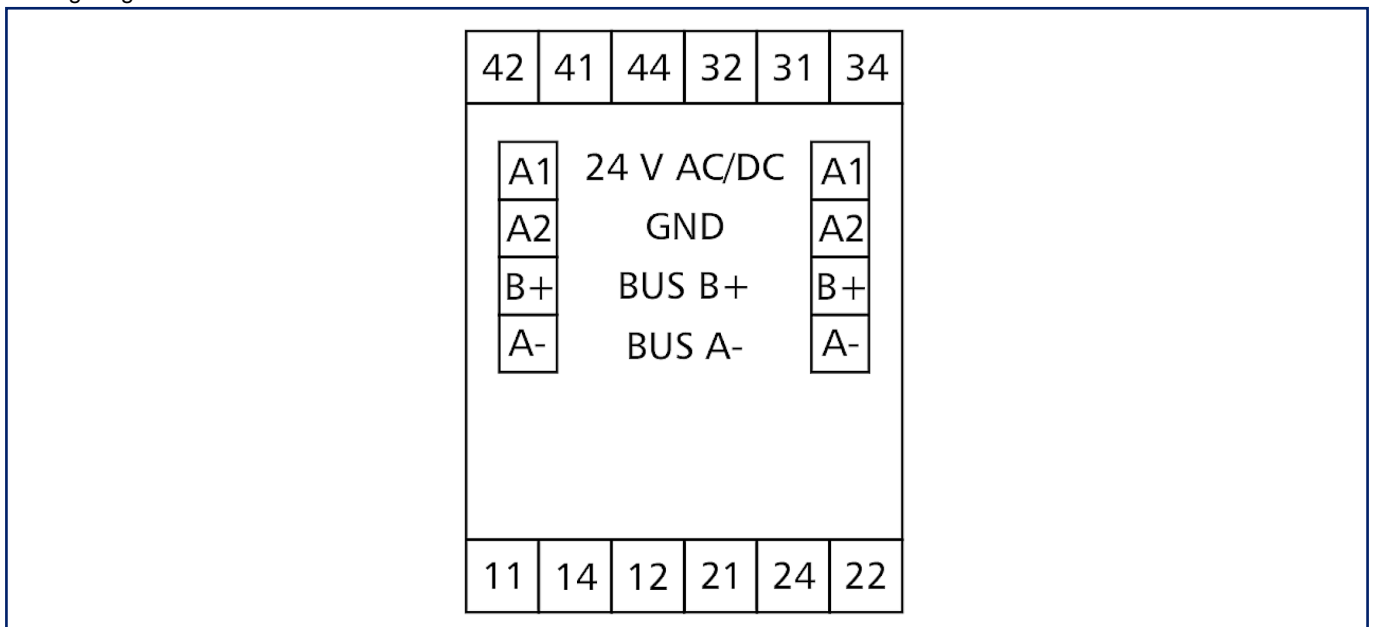 42 41 44 32 31 34
A1 24 V AC/DC A1
A2 GND A2
B+ BUS B+ B+
A- BUS A- A-
11 14 12 21 24 22